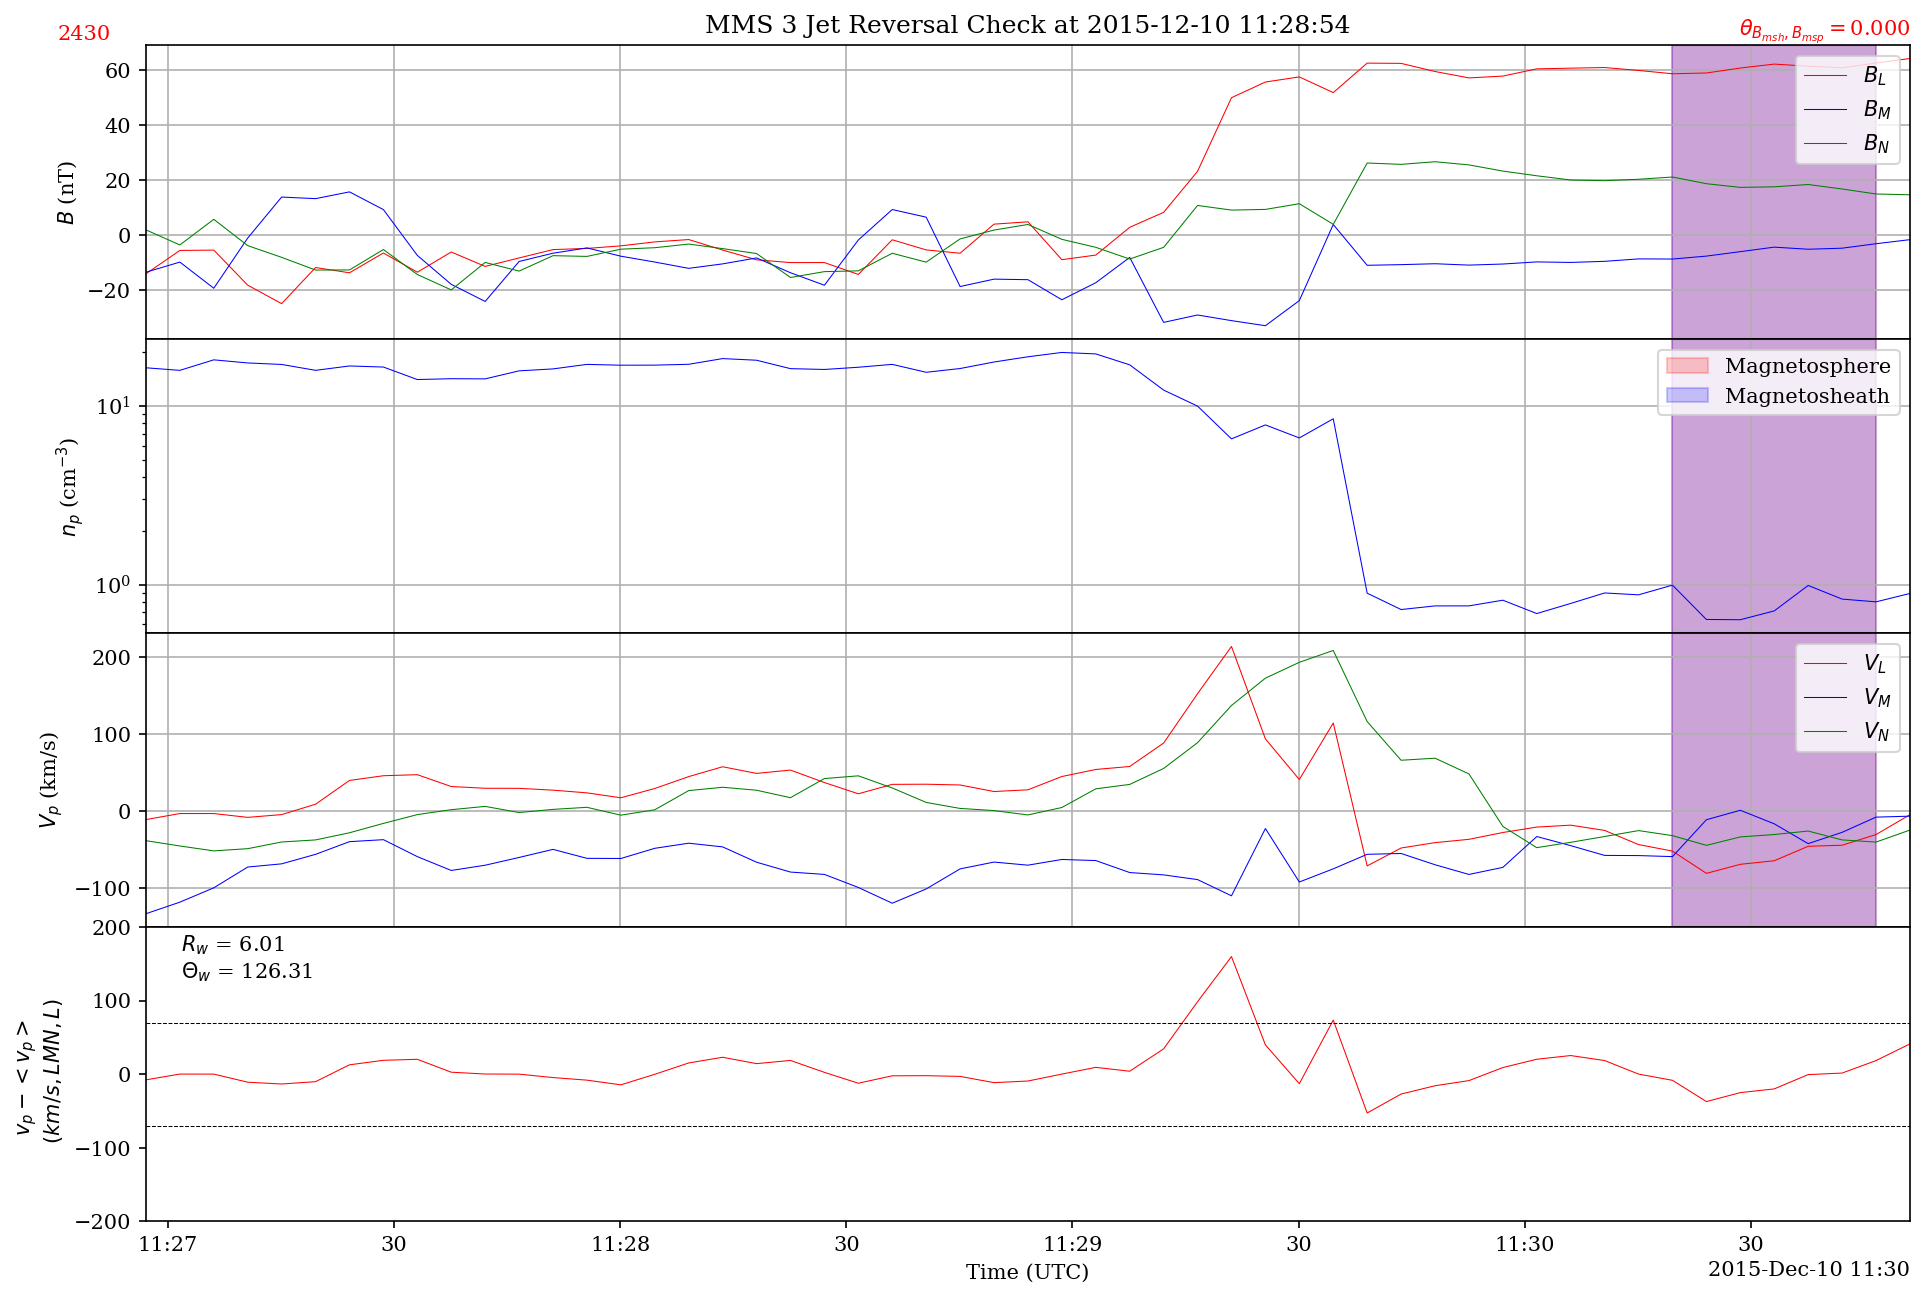 2430
MMS 3 Jet Reversal Check at 2015-12-10 11:28:54
θ_{B_{msh}, B_{msp}} = 0.000
60
40
20
0
−20
B (nT)
B_L
B_M
B_N
10^1
10^0
n_p (cm^{−3})
Magnetosphere
Magnetosheath
200
100
0
−100
V_p (km/s)
V_L
V_M
V_N
200
100
0
−100
−200
v_p − < v_p >
(km/s, LMN, L)
R_w = 6.01
Θ_w = 126.31
11:27 30 11:28 30 11:29 30 11:30 30
Time (UTC)
2015-Dec-10 11:30